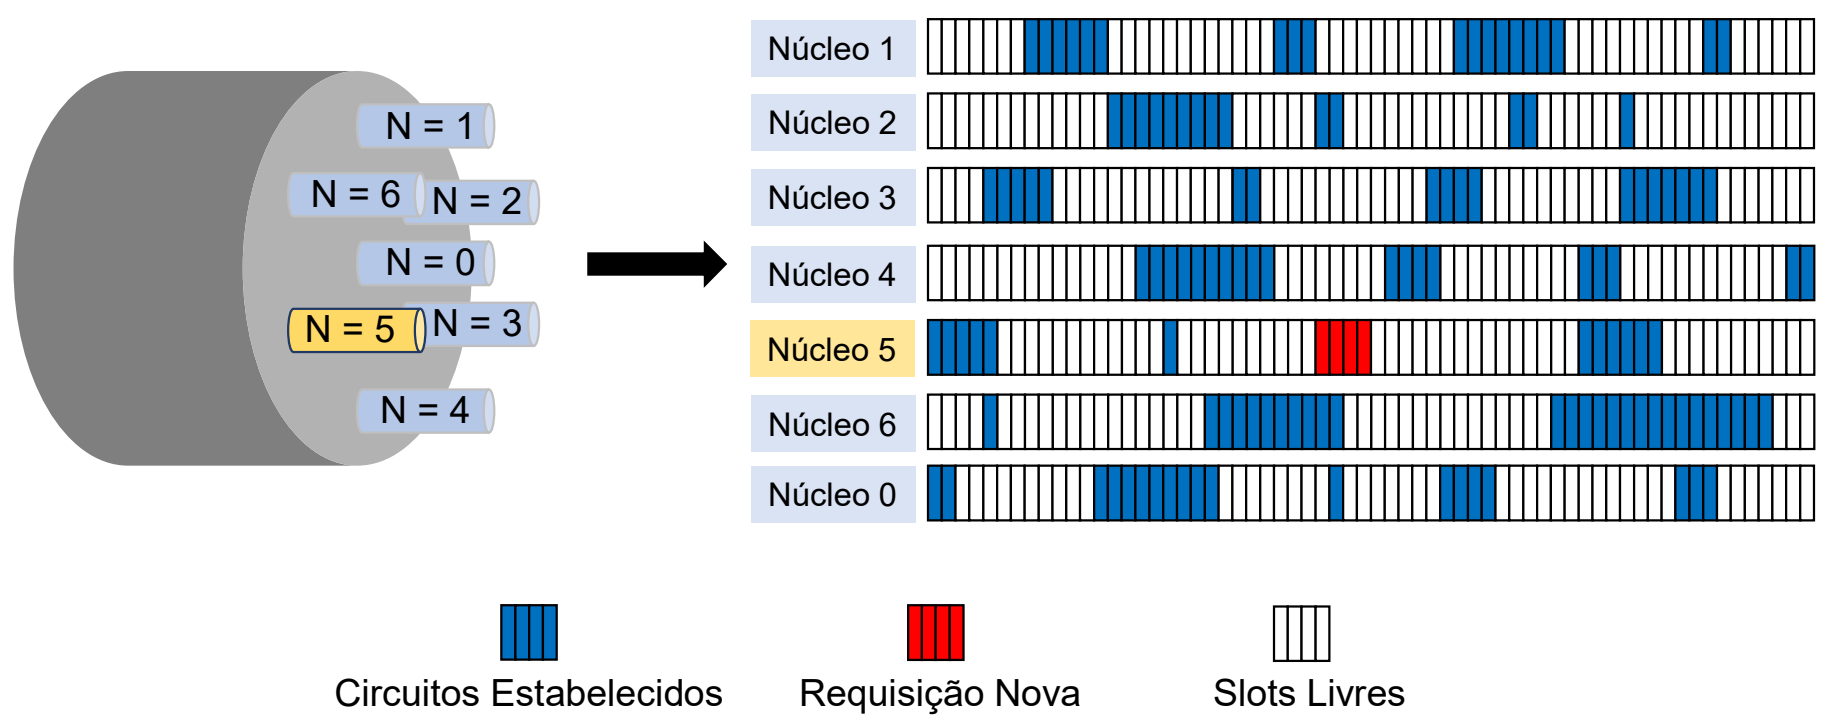 N = 1
N = 6
N = 2
N = 0
N = 5
N = 3
N = 4
Núcleo 1
Núcleo 2
Núcleo 3
Núcleo 4
Núcleo 5
Núcleo 6
Núcleo 0
Circuitos Estabelecidos
Requisição Nova
Slots Livres